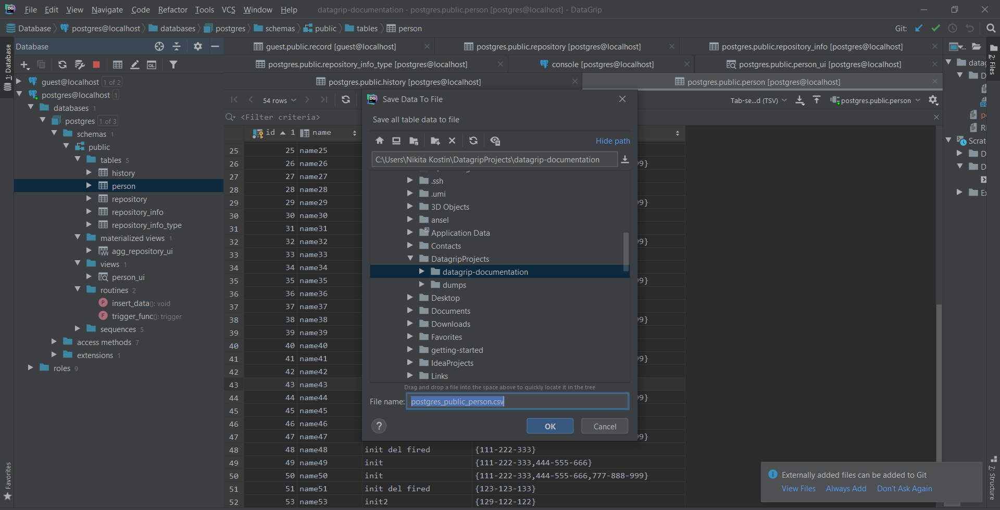 File Edit View Navigate Code Refactor Tools VCS Window Help datagrip-documentation - postgres.public.person [postgres@localhost] - DataGrip
Database postgres@localhost databases postgres schemas public tables person Git:
1: Database
Database
guest@localhost 1 of 2
postgres@localhost 1
databases 1
postgres 1 of 3
schemas 1
public
tables 5
history
person
repository
repository_info
repository_info_type
materialized views 1
agg_repository_ui
views 1
person_ui
routines 2
insert_data(): void
trigger_func(): trigger
sequences 5
access methods 7
extensions 1
roles 9
Favorites
guest.public.record [guest@localhost] postgres.public.repository [postgres@localhost] postgres.public.repository_info [postgres@localhost]
postgres.public.repository_info_type [postgres@localhost] console [postgres@localhost] postgres.public.person_ui [postgres@localhost]
postgres.public.history [postgres@localhost] postgres.public.person [postgres@localhost]
54 rows Tab-se...d (TSV) postgres.public.person
<Filter criteria>
id 1 name
25 25 name25
26 26 name26 99}
27 27 name27
28 28 name28
29 29 name29 99}
30 30 name30
31 31 name31
32 32 name32 99}
33 33 name33
34 34 name34
35 35 name35 99}
36 36 name36
37 37 name37
38 38 name38 99}
39 39 name39
40 40 name40
41 41 name41 99}
42 42 name42
43 43 name43
44 44 name44 99}
45 45 name45
46 46 name46
47 47 name47 99}
48 48 name48 init del fired {111-222-333}
49 49 name49 init {111-222-333,444-555-666}
50 50 name50 init {111-222-333,444-555-666,777-888-999}
51 51 name51 init del fired {123-123-133}
52 53 name53 init2 {129-122-122}
Save Data To File
Save all table data to file
Hide path
C:\Users\Nikita Kostin\DatagripProjects\datagrip-documentation
.ssh
.umi
3D Objects
ansel
Application Data
Contacts
DatagripProjects
datagrip-documentation
dumps
Desktop
Documents
Downloads
Favorites
getting-started
IdeaProjects
Links
Drag and drop a file into the space above to quickly locate it in the tree
File name: postgres_public_person.csv
? OK Cancel
datag
D
DG
p
RE
Scrat
D
D
Ex
2: Files
7: Structure
Externally added files can be added to Git
View Files Always Add Don't Ask Again